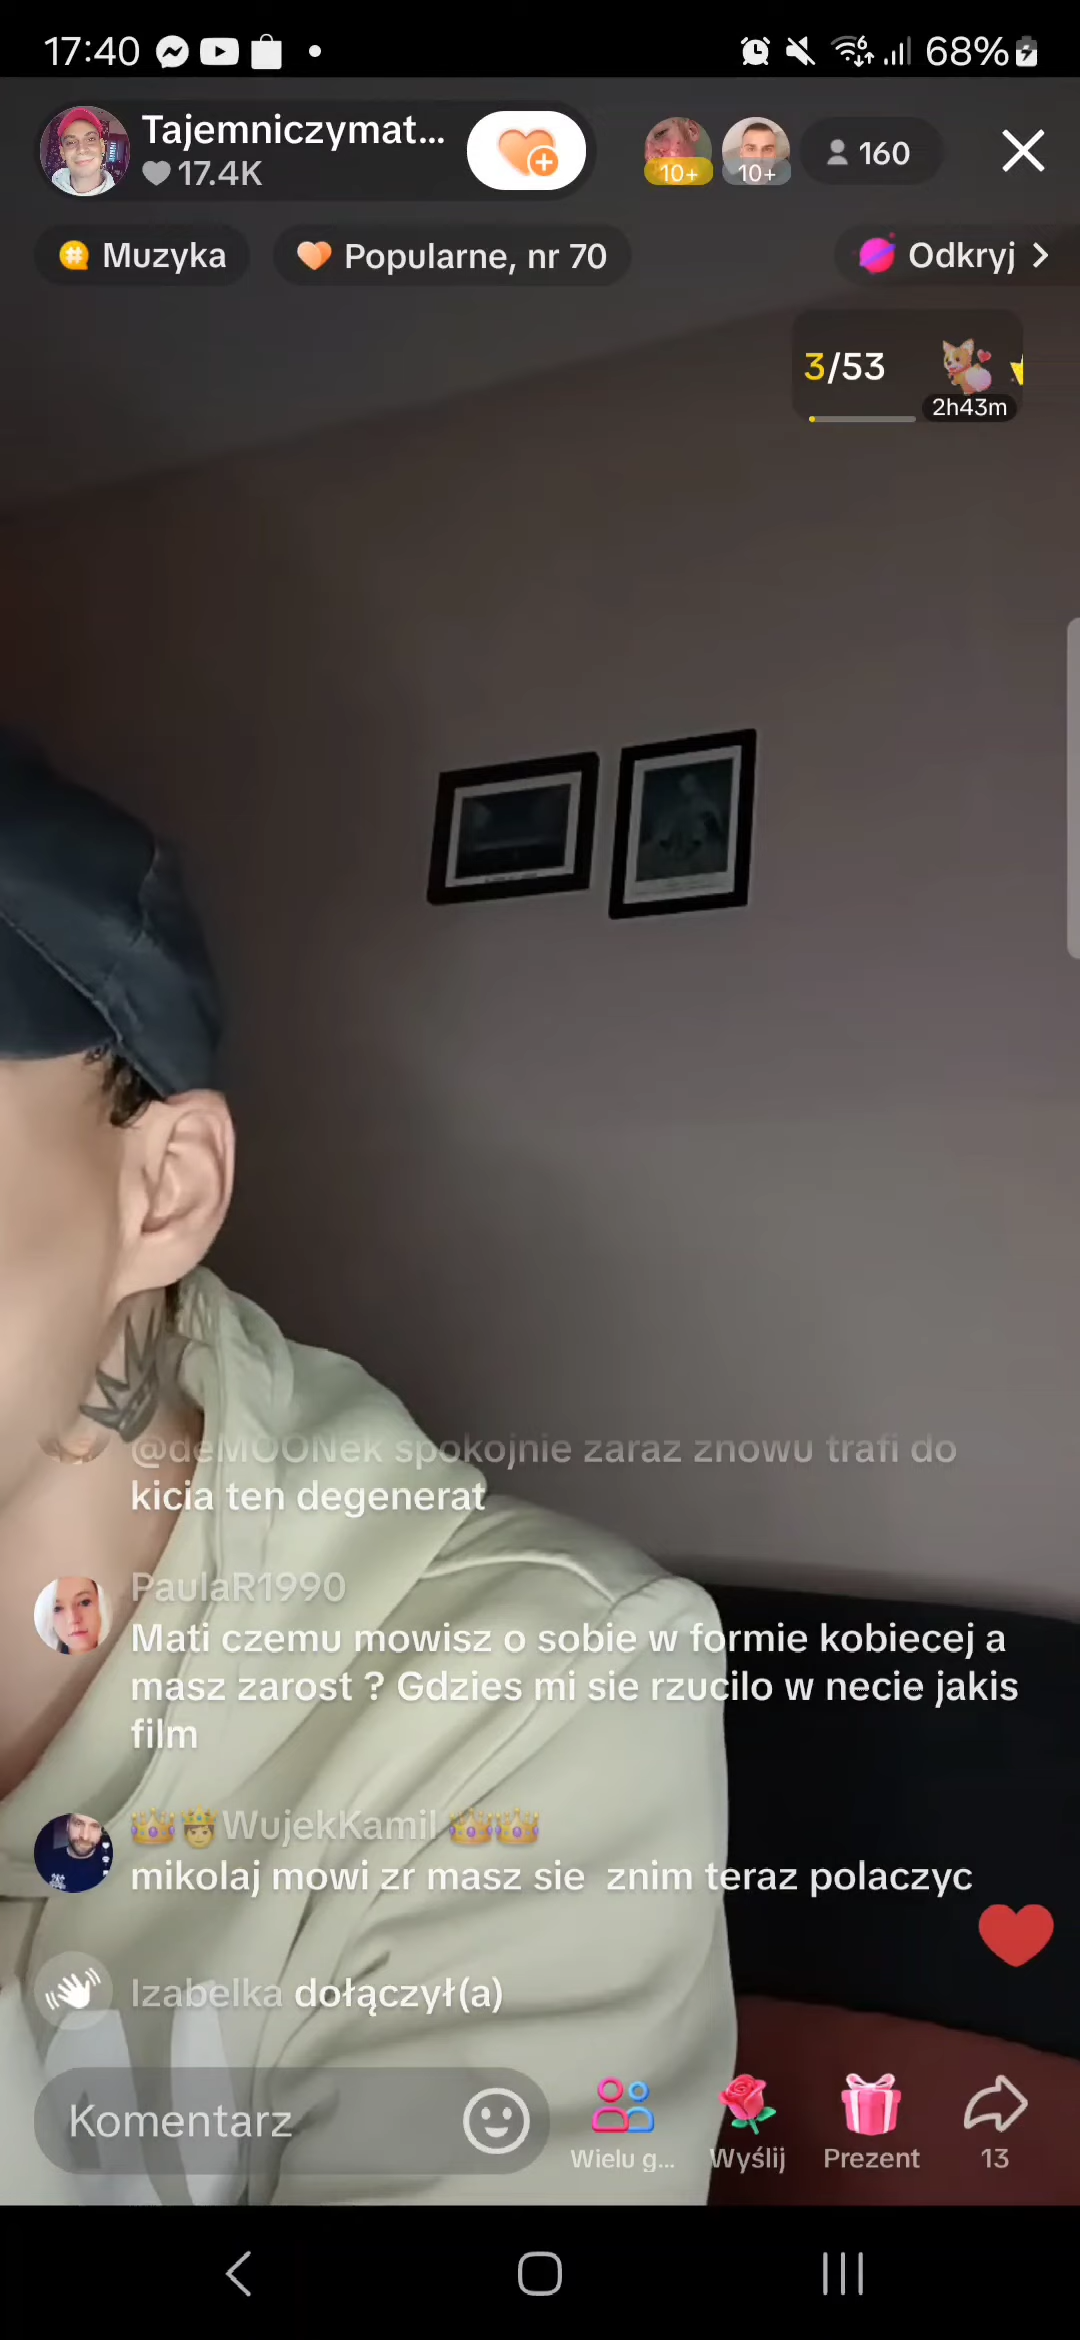 17:40
68%
Tajemniczymat...
17.4K
10+
10+
160
Muzyka
Popularne, nr 70
Odkryj
3/53
2h43m
@deMOONek spokojnie zaraz znowu trafi do
kicia ten degenerat
PaulaR1990
Mati czemu mowisz o sobie w formie kobiecej a
masz zarost ? Gdzies mi sie rzucilo w necie jakis
film
👑🤴WujekKamil👑👑
mikolaj mowi zr masz sie znim teraz polaczyc
Izabelka dołączył(a)
Komentarz
Wielu g...
Wyślij
Prezent
13